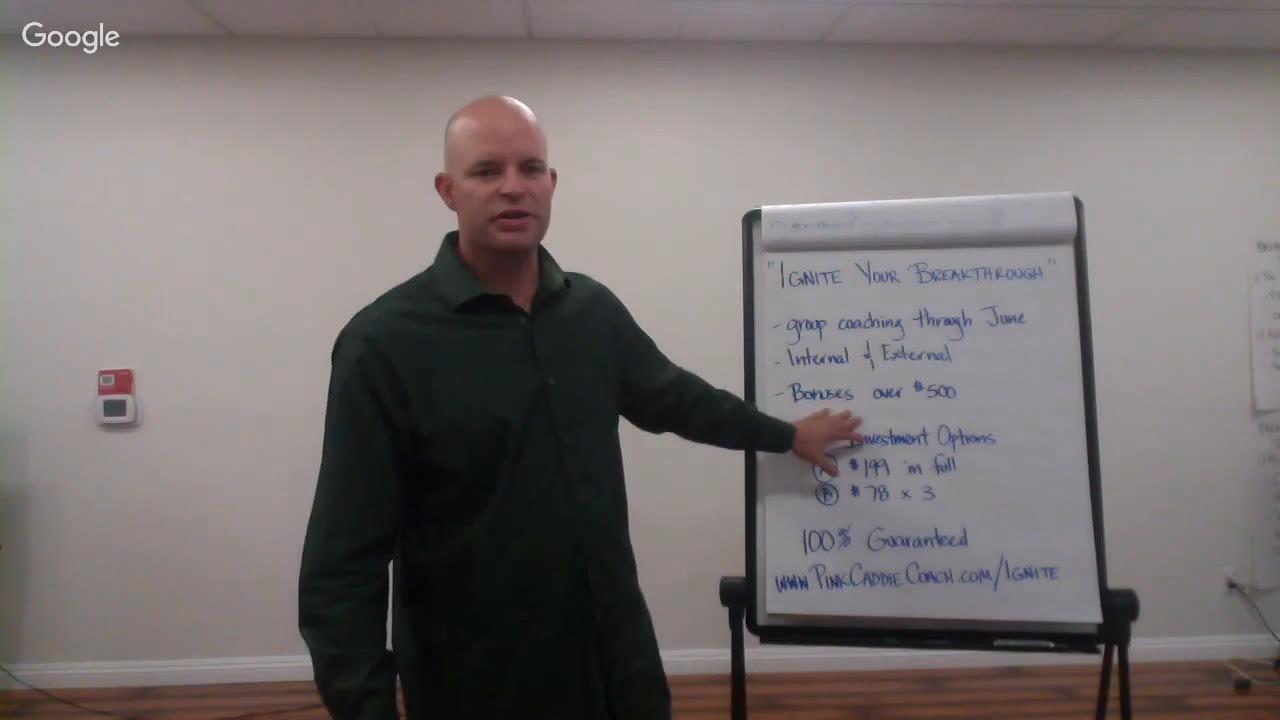 Google
"IGNITE YOUR BREAKTHROUGH"
- group coaching through June
- Internal & External
- Bonuses over $500
Investment Options
A $199 in full
B $78 x 3
100% Guaranteed
www.PINKCADDIECOACH.COM/IGNITE